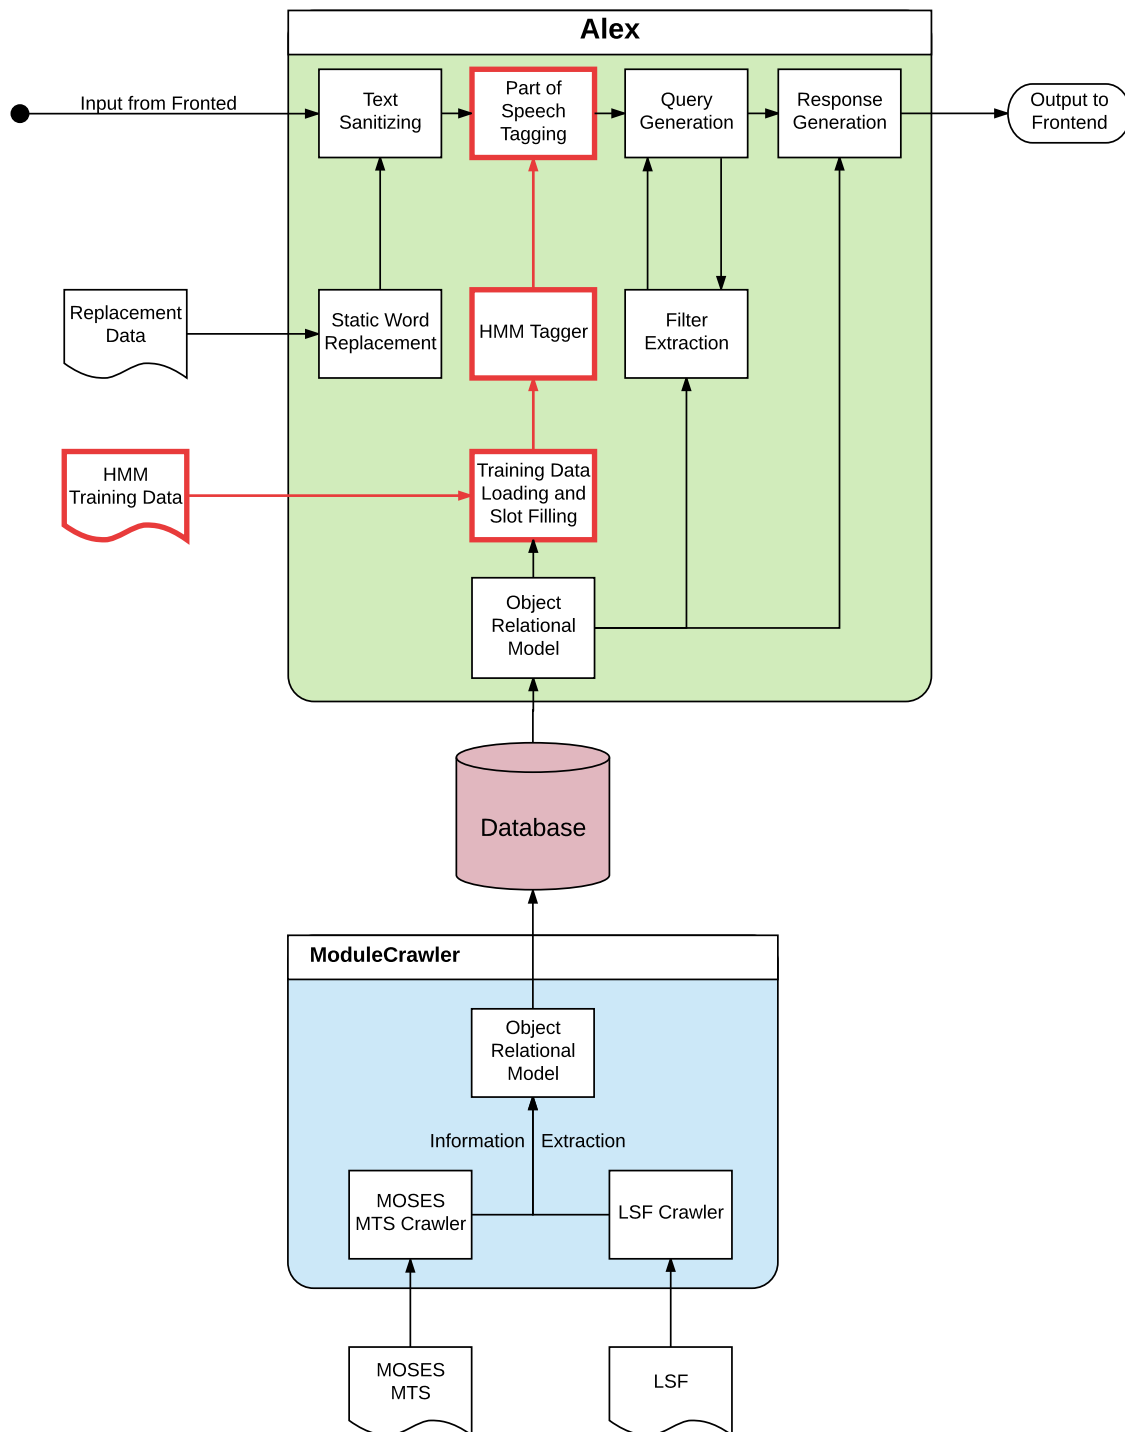 Alex
Input from Fronted
Text
Sanitizing
Part of
Speech
Tagging
Query
Generation
Response
Generation
Output to
Frontend
Replacement
Data
Static Word
Replacement
HMM Tagger
Filter
Extraction
HMM
Training Data
Training Data
Loading and
Slot Filling
Object
Relational
Model
Database
ModuleCrawler
Object
Relational
Model
Information Extraction
MOSES
MTS Crawler
LSF Crawler
MOSES
MTS
LSF